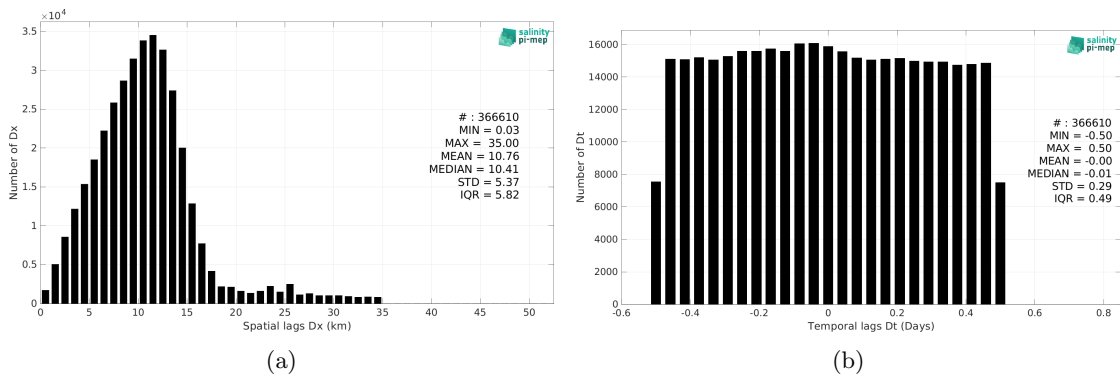 ×10⁴
3.5
3
2.5
2
1.5
1
0.5
0
Number of Dx
salinity
pi-mep
# : 366610
MIN = 0.03
MAX = 35.00
MEAN = 10.76
MEDIAN = 10.41
STD = 5.37
IQR = 5.82
0 5 10 15 20 25 30 35 40 45 50
Spatial lags Dx (km)
(a)
16000
14000
12000
10000
8000
6000
4000
2000
0
Number of Dt
salinity
pi-mep
# : 366610
MIN = -0.50
MAX = 0.50
MEAN = -0.00
MEDIAN = -0.01
STD = 0.29
IQR = 0.49
-0.6 -0.4 -0.2 0 0.2 0.4 0.6 0.8
Temporal lags Dt (Days)
(b)